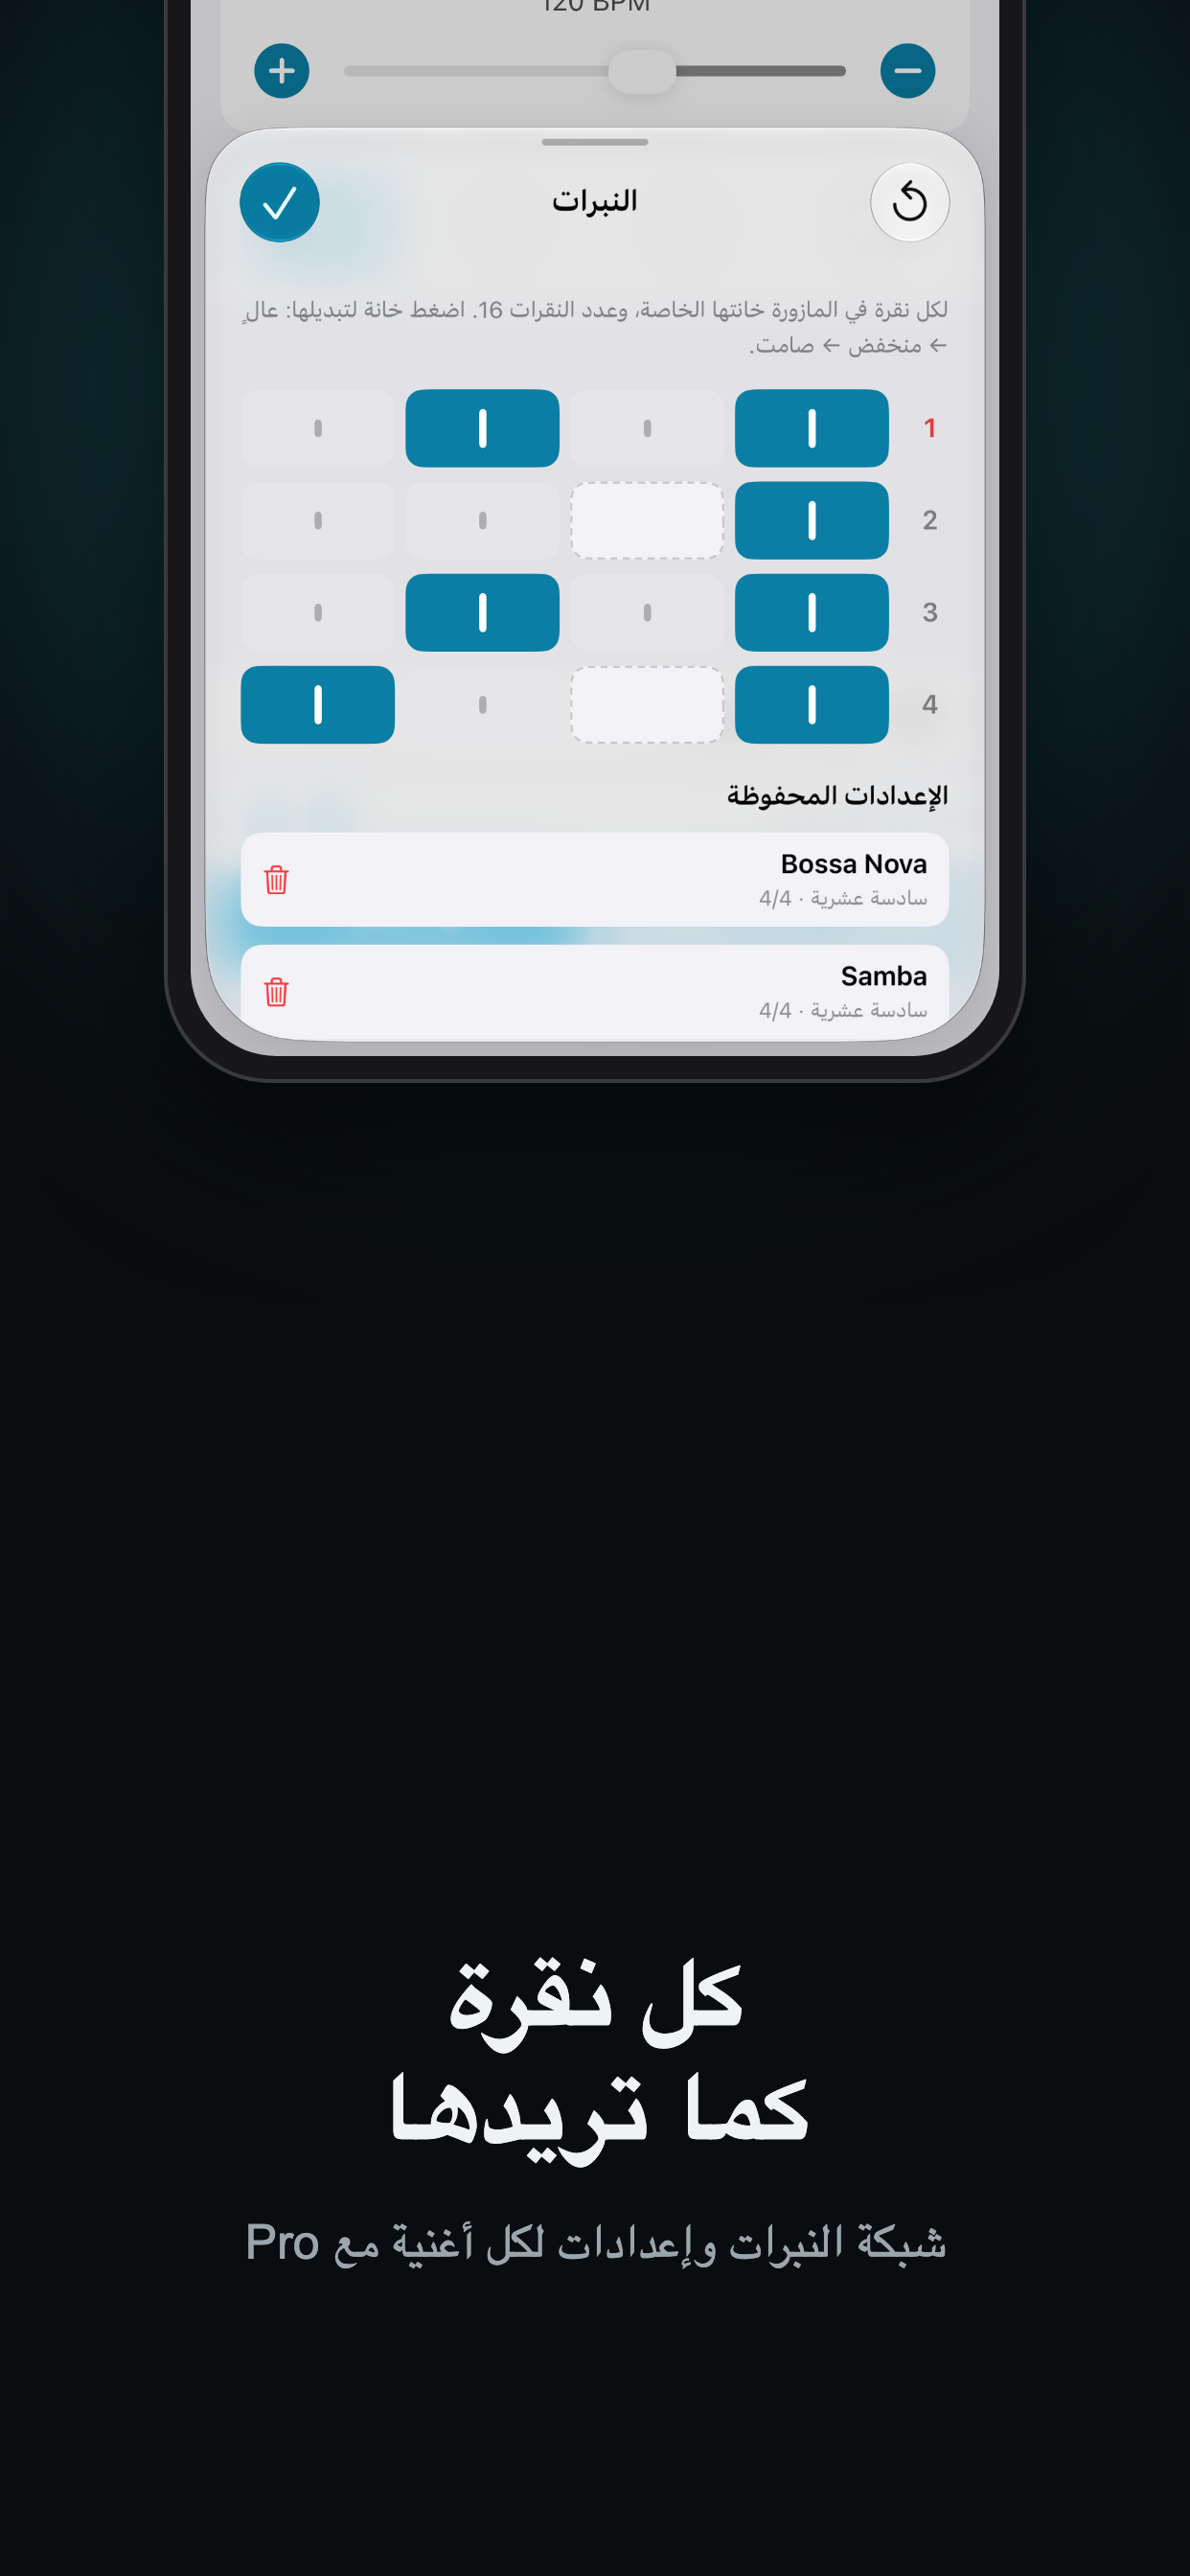 120 BPM
النبرات
لكل نقرة في المازورة خانتها الخاصة، وعدد النقرات 16. اضغط خانة لتبديلها: عالٍ
← منخفض ← صامت.
1
2
3
4
الإعدادات المحفوظة
Bossa Nova
سادسة عشرية · 4/4
Samba
سادسة عشرية · 4/4
كل نقرة
كما تريدها
شبكة النبرات وإعدادات لكل أغنية مع Pro